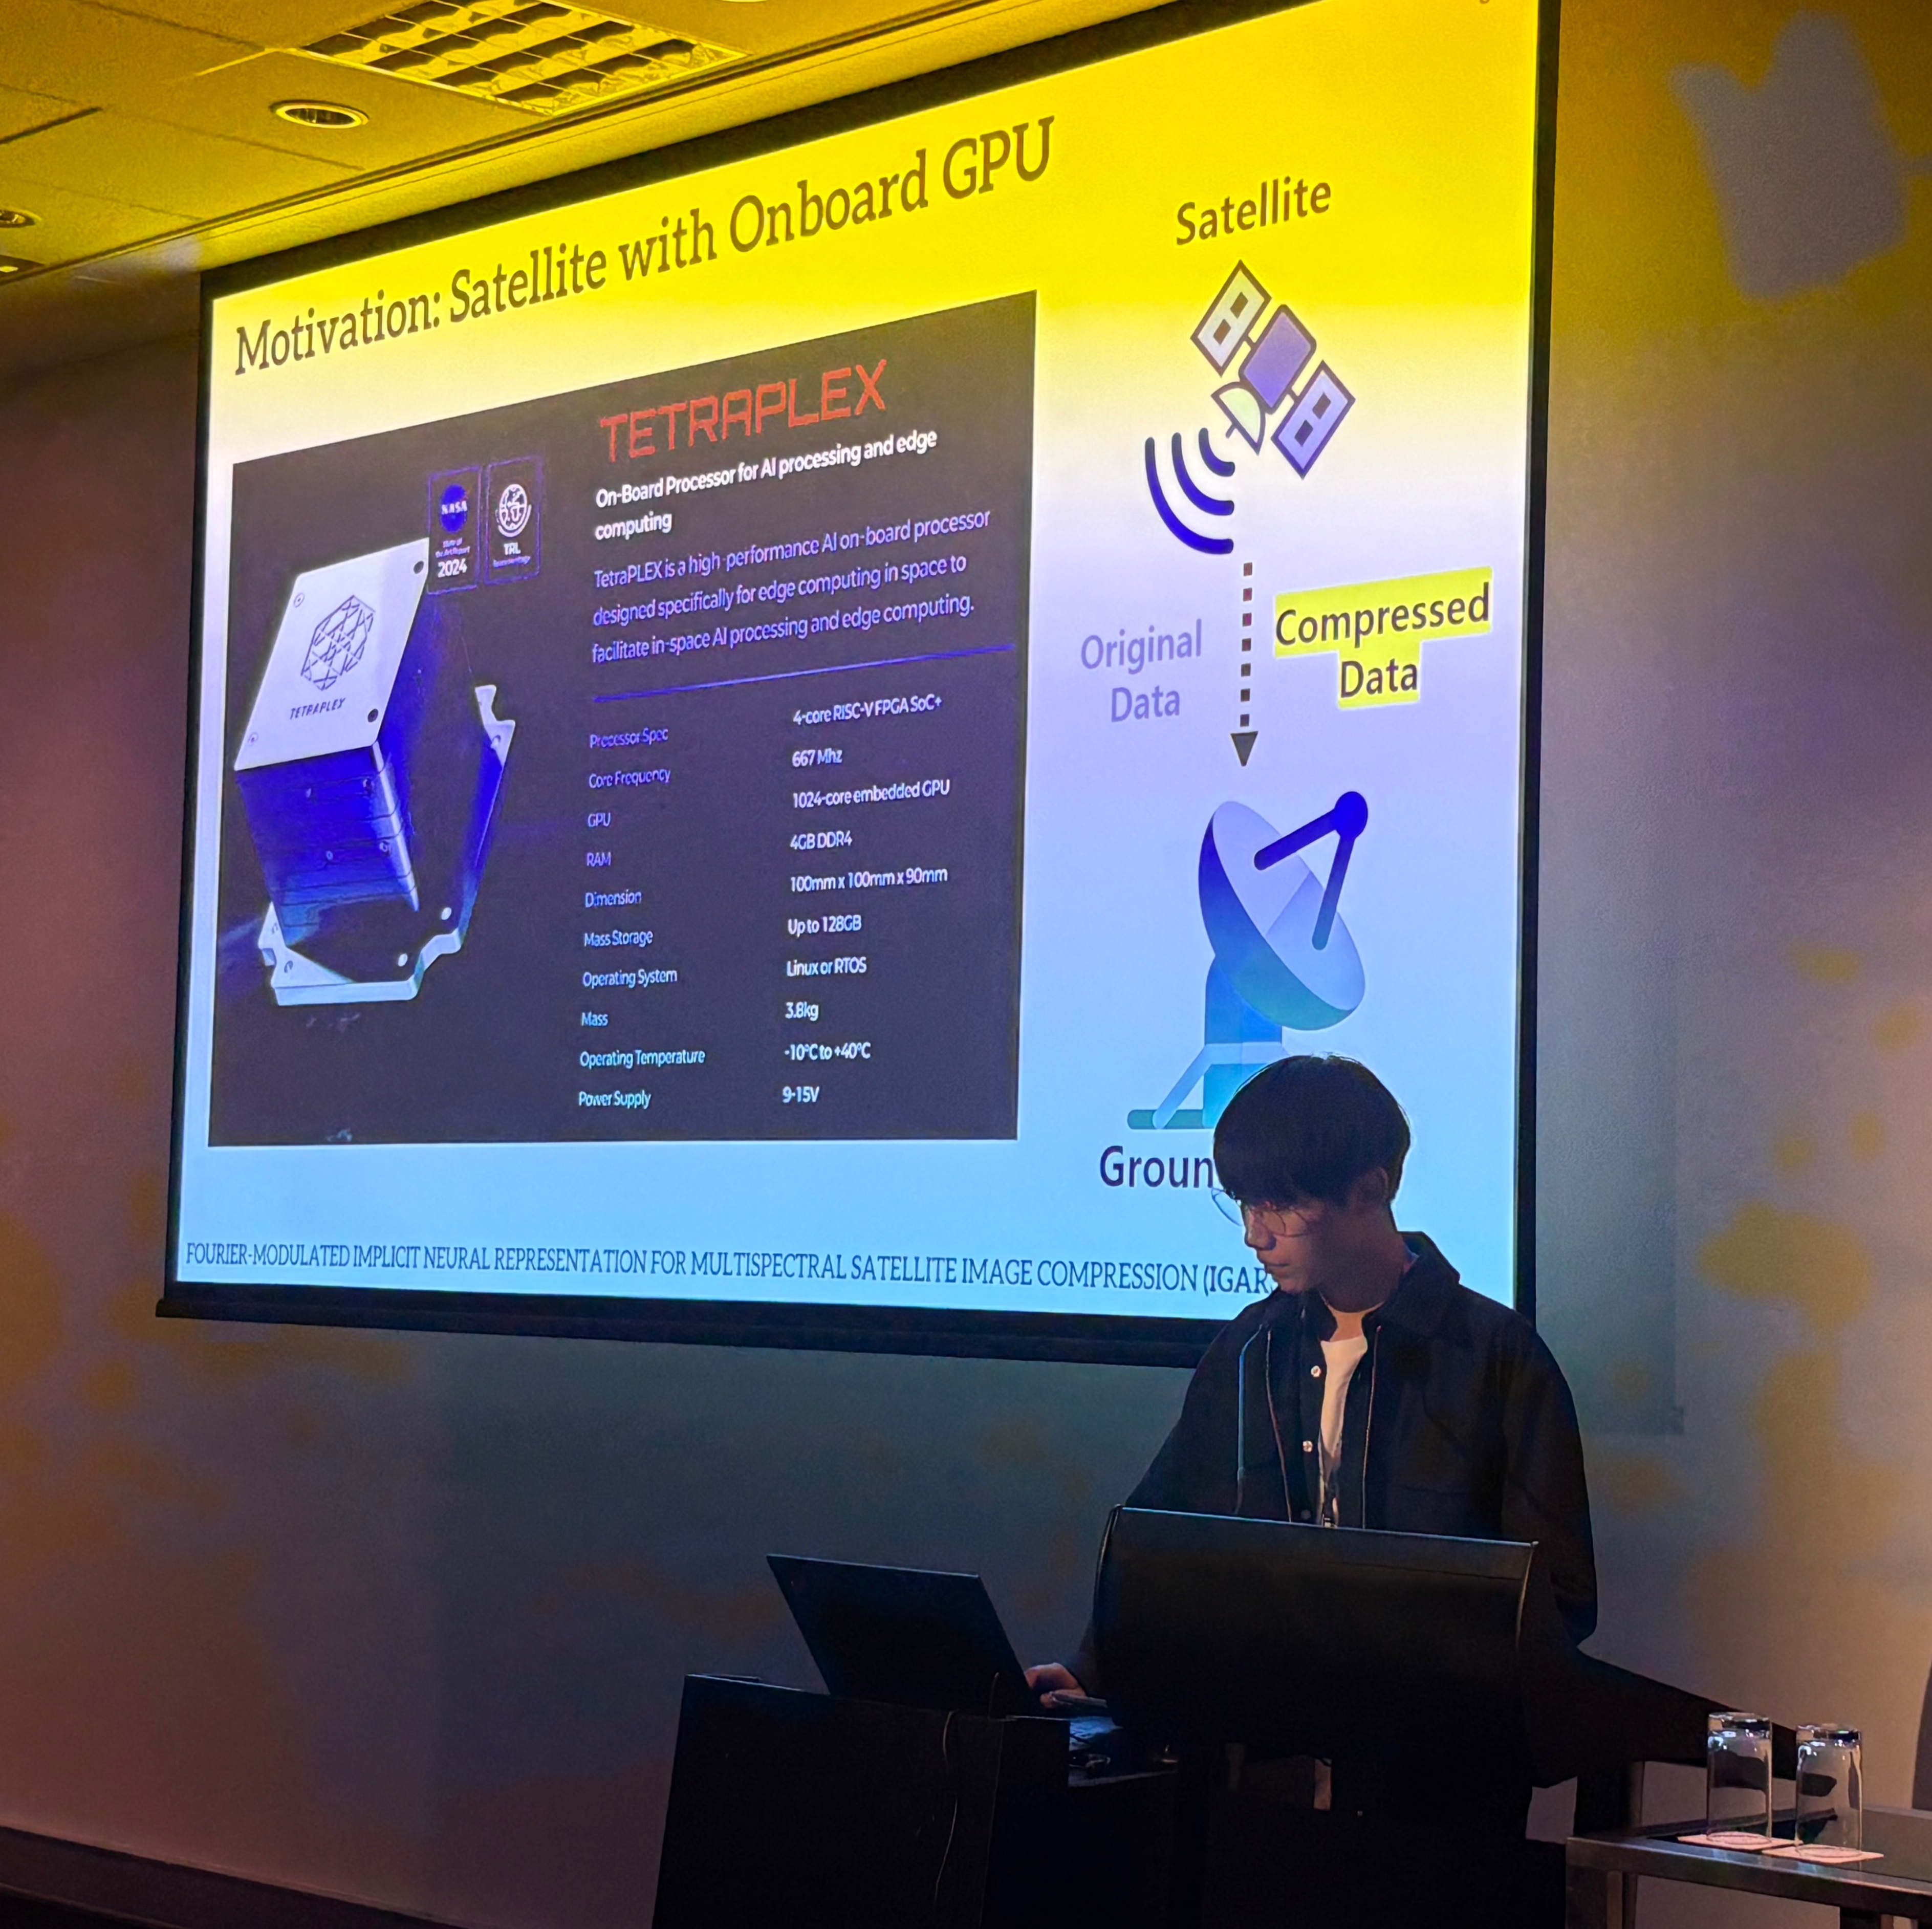 Motivation: Satellite with Onboard GPU
TETRAPLEX
On-Board Processor for AI processing and edge
computing
TetraPLEX is a high-performance AI on-board processor
designed specifically for edge computing in space to
facilitate in-space AI processing and edge computing.
NASA
2024
TRL
TETRAPLEX
Processor Spec 4-core RISC-V FPGA SoC+
Core Frequency 667 Mhz
GPU 1024-core embedded GPU
RAM 4GB DDR4
Dimension 100mm x 100mm x 90mm
Mass Storage Up to 128GB
Operating System Linux or RTOS
Mass 3.8kg
Operating Temperature -10°C to +40°C
Power Supply 9-15V
Satellite
Original
Data
Compressed
Data
Groun
FOURIER-MODULATED IMPLICIT NEURAL REPRESENTATION FOR MULTISPECTRAL SATELLITE IMAGE COMPRESSION (IGAR